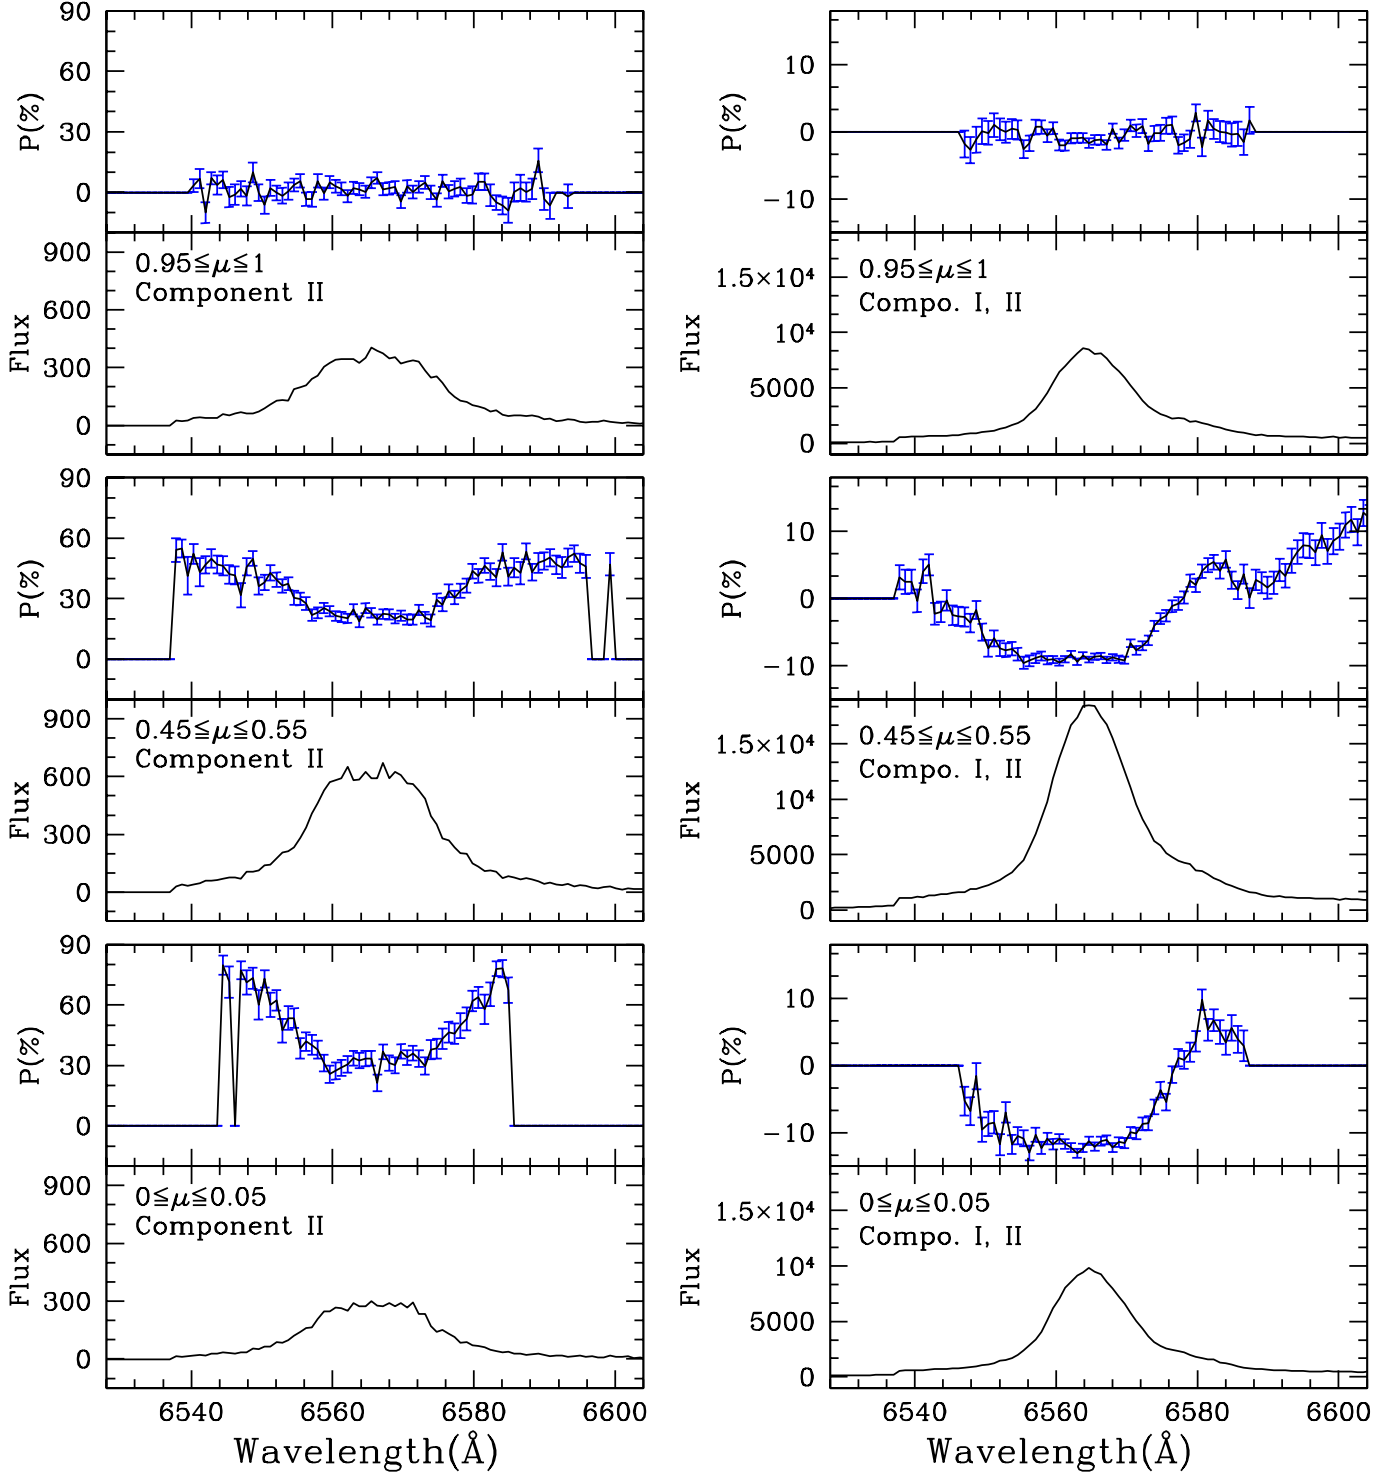 90
60
30
0
P(%)
10
0
−10
P(%)
900
600
300
0
Flux
0.95≦μ≦1
Component II
1.5×10⁴
10⁴
5000
0
Flux
0.95≦μ≦1
Compo. I, II
90
60
30
0
P(%)
10
0
−10
P(%)
900
600
300
0
Flux
0.45≦μ≦0.55
Component II
1.5×10⁴
10⁴
5000
0
Flux
0.45≦μ≦0.55
Compo. I, II
90
60
30
0
P(%)
10
0
−10
P(%)
900
600
300
0
Flux
0≦μ≦0.05
Component II
1.5×10⁴
10⁴
5000
0
Flux
0≦μ≦0.05
Compo. I, II
6540 6560 6580 6600
Wavelength(Å)
6540 6560 6580 6600
Wavelength(Å)